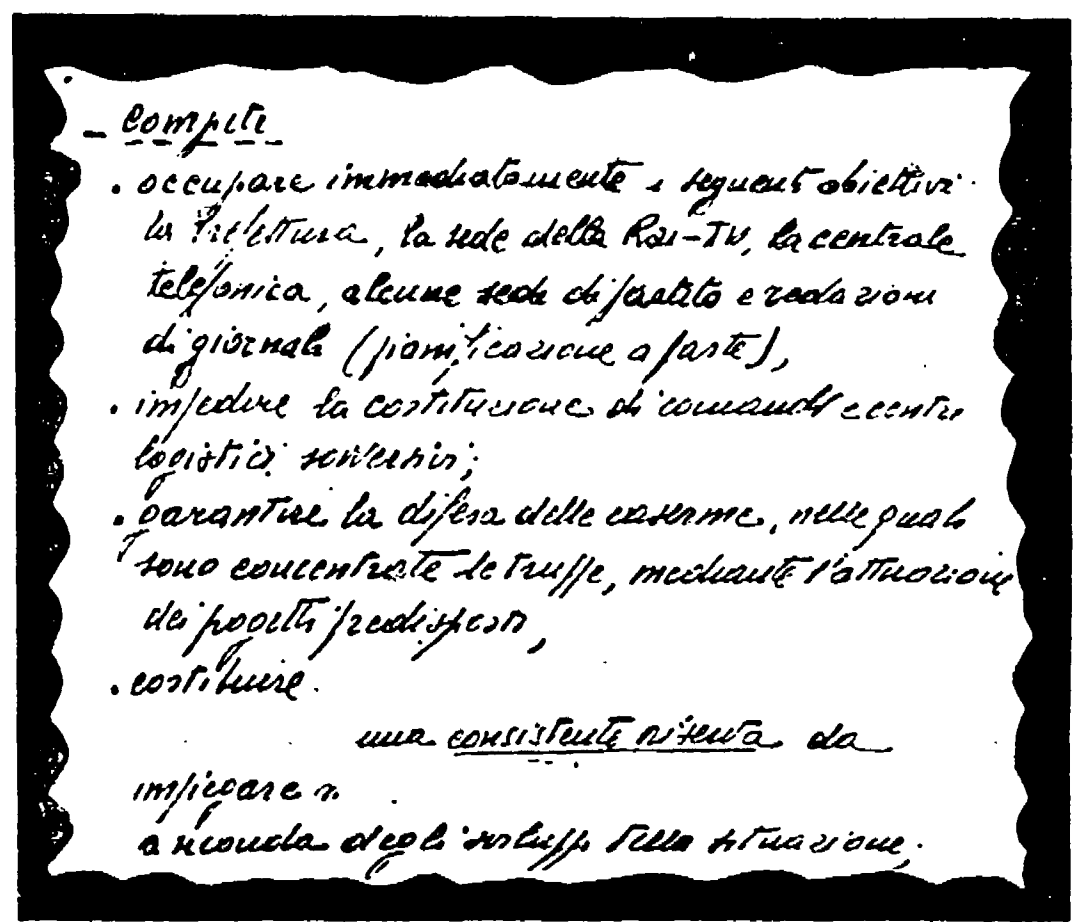 - Compiti
. occupare immediatamente i seguenti obiettivi:
la Prefettura, la sede della Rai-TV, la centrale
telefonica, alcune sedi di partito e redazioni
di giornali (pianificazione a parte),
. impedire la costituzione di comandi e centri
logistici sovversivi;
. garantire la difesa delle caserme, nelle quali
sono concentrate le truppe, mediante l'attuazione
dei progetti predisposti,
. costituire
una consistente riserva da
impiegare
a seconda degli sviluppi della situazione;